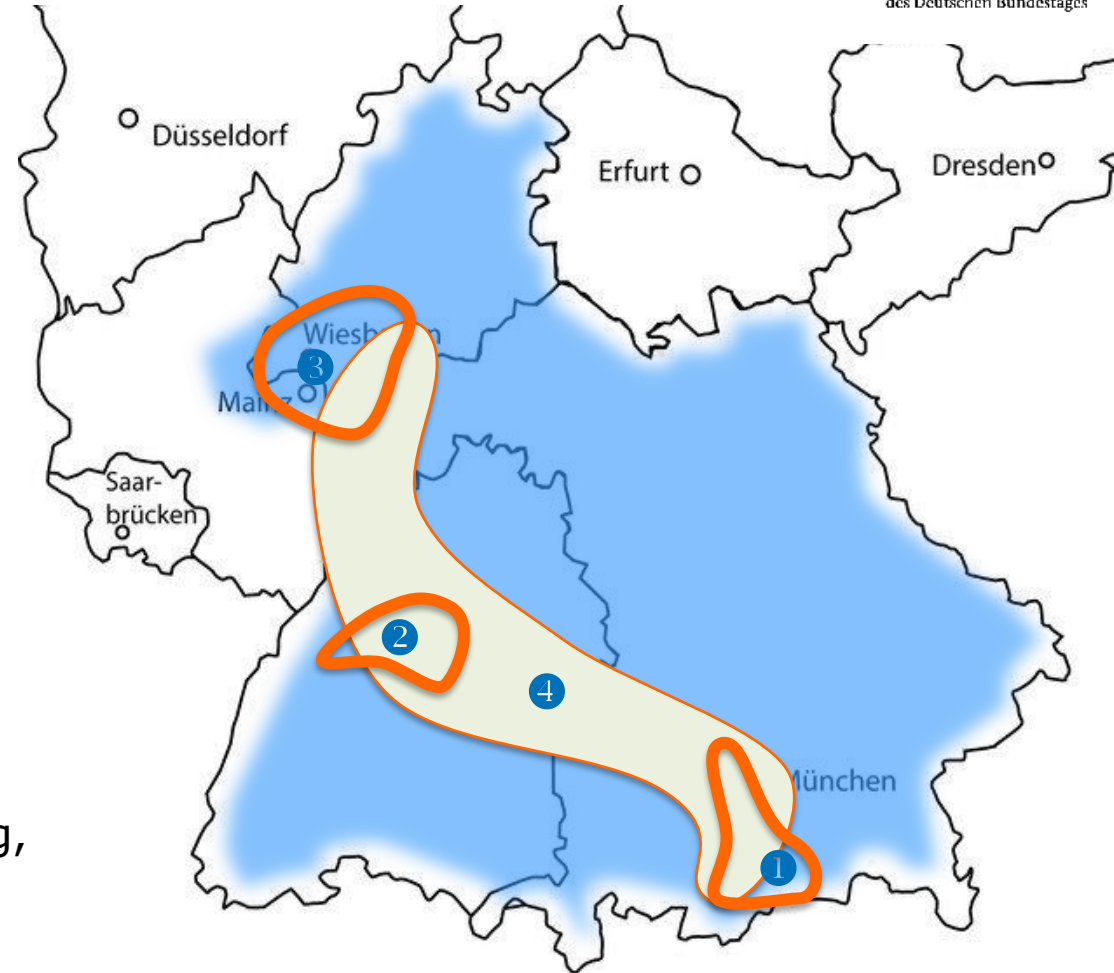 des Deutschen Bundestages
Düsseldorf
Erfurt
Dresden
3
Saar-
brücken
2
4
München
g,
1